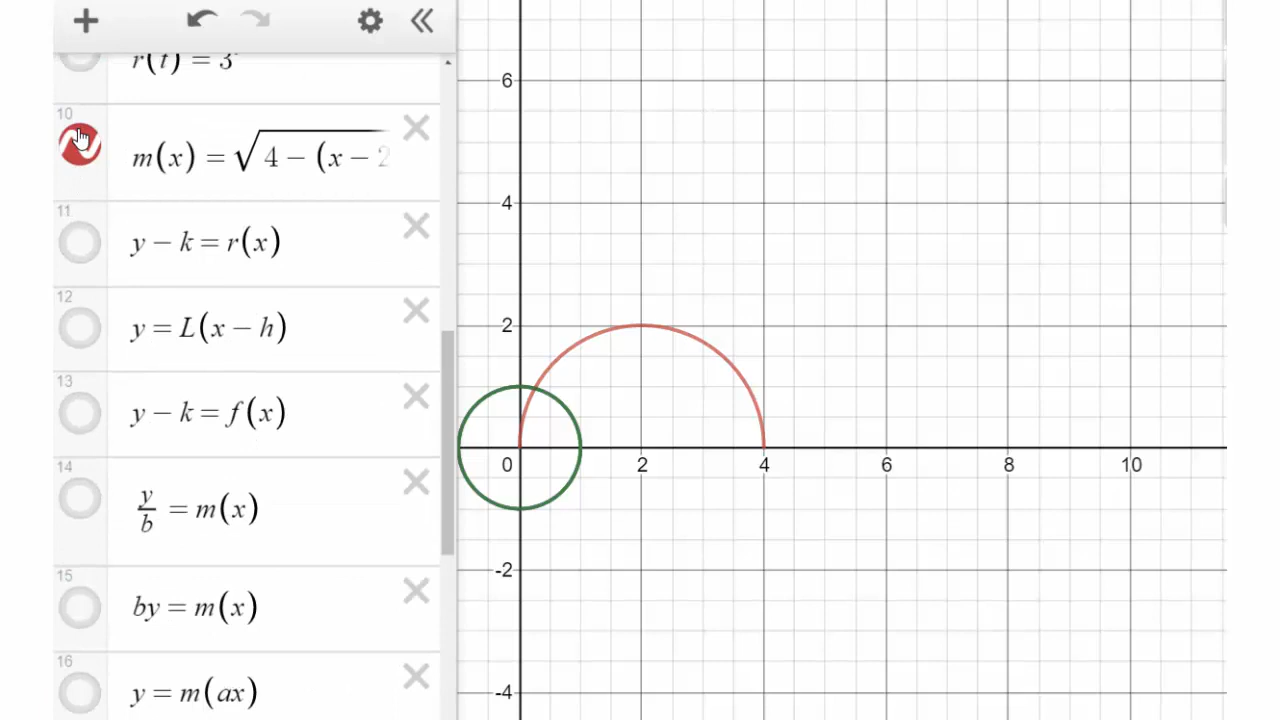 r(t) = 3
10
m(x) = √4 − (x − 2
11
y − k = r(x)
12
y = L(x − h)
13
y − k = f(x)
14
y/b = m(x)
15
by = m(x)
16
y = m(ax)
6
4
2
0 2 4 6 8 10
-2
-4